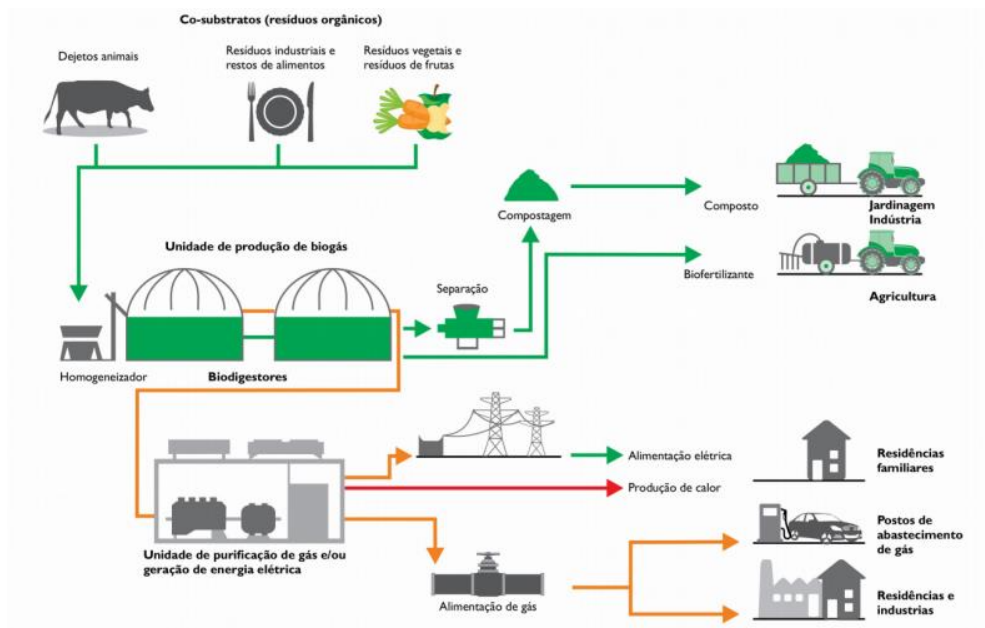 Co-substratos (resíduos orgânicos)
Dejetos animais
Resíduos industriais e
restos de alimentos
Resíduos vegetais e
resíduos de frutas
Compostagem
Composto
Jardinagem
Indústria
Unidade de produção de biogás
Separação
Biofertilizante
Agricultura
Homogeneizador
Biodigestores
Alimentação elétrica
Residências
familiares
Produção de calor
Unidade de purificação de gás e/ou
geração de energia elétrica
Alimentação de gás
Postos de
abastecimento
de gás
Residências e
industrias